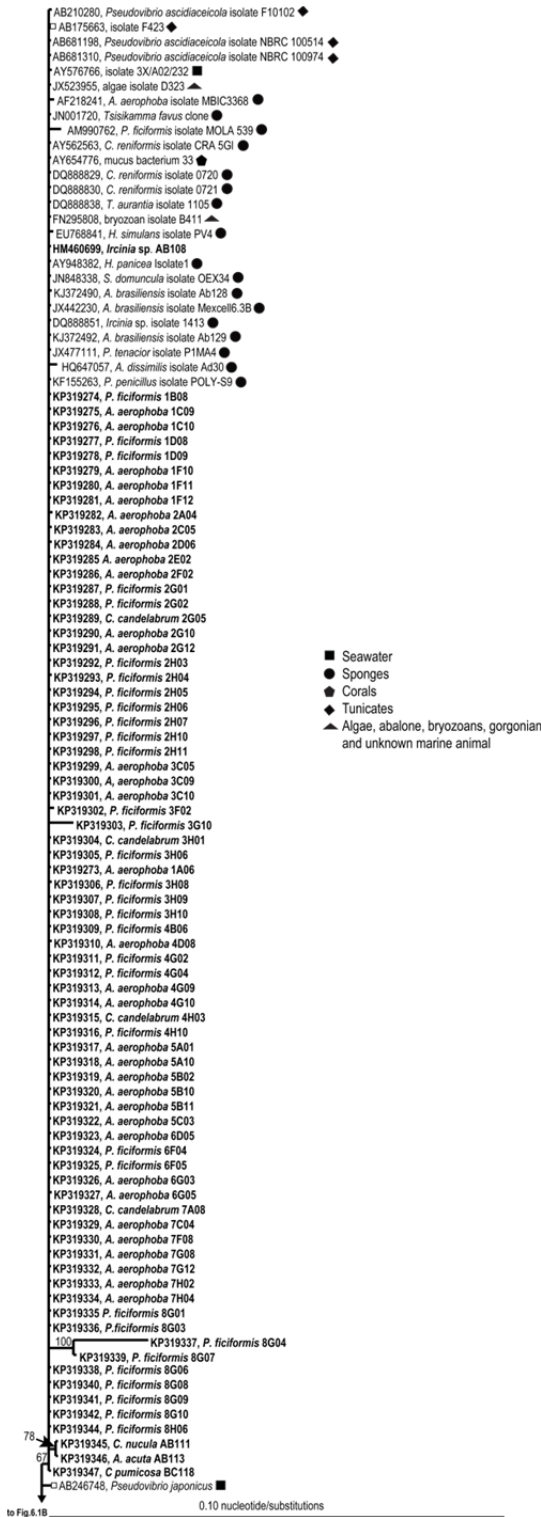 AB210280, Pseudovibrio ascidiaceicola isolate F10102
AB175663, isolate F423
AB681198, Pseudovibrio ascidiaceicola isolate NBRC 100514
AB681310, Pseudovibrio ascidiaceicola isolate NBRC 100974
AY576766, isolate 3X/A02/232
JX523955, algae isolate D323
AF218241, A. aerophoba isolate MBIC3368
JN001720, Tsisikamma favus clone
AM990762, P. ficiformis isolate MOLA 539
AY562563, C. reniformis isolate CRA 5GI
AY654776, mucus bacterium 33
DQ888829, C. reniformis isolate 0720
DQ888830, C. reniformis isolate 0721
DQ888838, T. aurantia isolate 1105
FN295808, bryozoan isolate B411
EU768841, H. simulans isolate PV4
HM460699, Ircinia sp. AB108
AY948382, H. panicea Isolate1
JN848338, S. domuncula isolate OEX34
KJ372490, A. brasiliensis isolate Ab128
JX442230, A. brasiliensis isolate Mexcell6.3B
DQ888851, Ircinia sp. isolate 1413
KJ372492, A. brasiliensis isolate Ab129
JX477111, P. tenacior isolate P1MA4
HQ647057, A. dissimilis isolate Ad30
KF155263, P. penicillus isolate POLY-S9
KP319274, P. ficiformis 1B08
KP319275, A. aerophoba 1C09
KP319276, A. aerophoba 1C10
KP319277, P. ficiformis 1D08
KP319278, P. ficiformis 1D09
KP319279, A. aerophoba 1F10
KP319280, A. aerophoba 1F11
KP319281, A. aerophoba 1F12
KP319282, A. aerophoba 2A04
KP319283, A. aerophoba 2C05
KP319284, A. aerophoba 2D06
KP319285 A. aerophoba 2E02
KP319286, A. aerophoba 2F02
KP319287, P. ficiformis 2G01
KP319288, P. ficiformis 2G02
KP319289, C. candelabrum 2G05
KP319290, A. aerophoba 2G10
KP319291, A. aerophoba 2G12
KP319292, P. ficiformis 2H03
KP319293, P. ficiformis 2H04
KP319294, P. ficiformis 2H05
KP319295, P. ficiformis 2H06
KP319296, P. ficiformis 2H07
KP319297, P. ficiformis 2H10
KP319298, P. ficiformis 2H11
KP319299, A. aerophoba 3C05
KP319300, A. aerophoba 3C09
KP319301, A. aerophoba 3C10
KP319302, P. ficiformis 3F02
KP319303, P. ficiformis 3G10
KP319304, C. candelabrum 3H01
KP319305, P. ficiformis 3H06
KP319273, A. aerophoba 1A06
KP319306, P. ficiformis 3H08
KP319307, P. ficiformis 3H09
KP319308, P. ficiformis 3H10
KP319309, P. ficiformis 4B06
KP319310, A. aerophoba 4D08
KP319311, P. ficiformis 4G02
KP319312, P. ficiformis 4G04
KP319313, A. aerophoba 4G09
KP319314, A. aerophoba 4G10
KP319315, C. candelabrum 4H03
KP319316, P. ficiformis 4H10
KP319317, A. aerophoba 5A01
KP319318, A. aerophoba 5A10
KP319319, A. aerophoba 5B02
KP319320, A. aerophoba 5B10
KP319321, A. aerophoba 5B11
KP319322, A. aerophoba 5C03
KP319323, A. aerophoba 6D05
KP319324, P. ficiformis 6F04
KP319325, P. ficiformis 6F05
KP319326, A. aerophoba 6G03
KP319327, A. aerophoba 6G05
KP319328, C. candelabrum 7A08
KP319329, A. aerophoba 7C04
KP319330, A. aerophoba 7F08
KP319331, A. aerophoba 7G08
KP319332, A. aerophoba 7G12
KP319333, A. aerophoba 7H02
KP319334, A. aerophoba 7H04
KP319335 P. ficiformis 8G01
KP319336, P.ficiformis 8G03
100
KP319337, P. ficiformis 8G04
KP319339, P. ficiformis 8G07
KP319338, P. ficiformis 8G06
KP319340, P. ficiformis 8G08
KP319341, P. ficiformis 8G09
KP319342, P. ficiformis 8G10
KP319344, P. ficiformis 8H06
78
KP319345, C. nucula AB111
67
KP319346, A. acuta AB113
KP319347, C pumicosa BC118
AB246748, Pseudovibrio japonicus
to Fig.6.1B
0.10 nucleotide/substitutions
Seawater
Sponges
Corals
Tunicates
Algae, abalone, bryozoans, gorgonian
and unknown marine animal